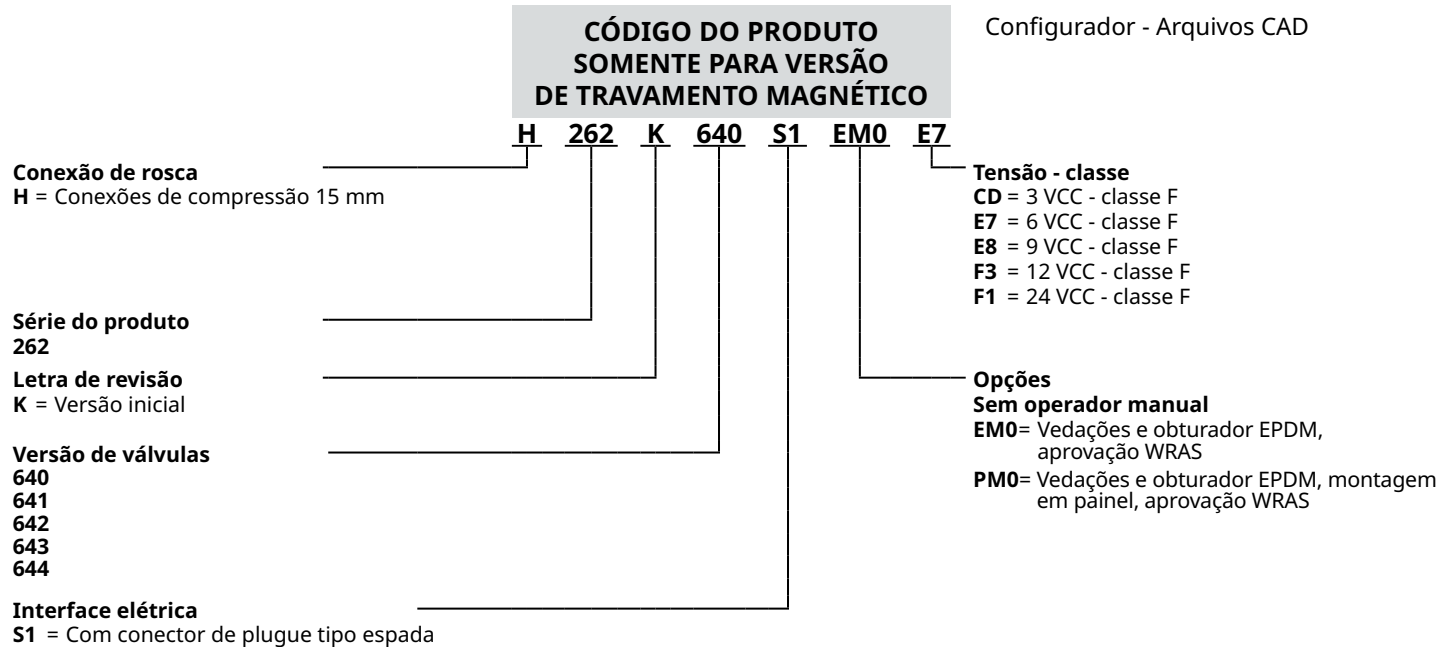 CÓDIGO DO PRODUTO
SOMENTE PARA VERSÃO
DE TRAVAMENTO MAGNÉTICO
Configurador - Arquivos CAD
H 262 K 640 S1 EM0 E7
Conexão de rosca
H = Conexões de compressão 15 mm
Série do produto
262
Letra de revisão
K = Versão inicial
Versão de válvulas
640
641
642
643
644
Interface elétrica
S1 = Com conector de plugue tipo espada
Tensão - classe
CD = 3 VCC - classe F
E7 = 6 VCC - classe F
E8 = 9 VCC - classe F
F3 = 12 VCC - classe F
F1 = 24 VCC - classe F
Opções
Sem operador manual
EM0= Vedações e obturador EPDM,
aprovação WRAS
PM0= Vedações e obturador EPDM, montagem
em painel, aprovação WRAS